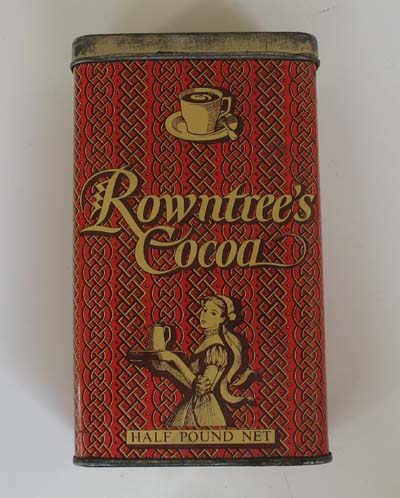 Rowntree's
Cocoa
HALF POUND NET